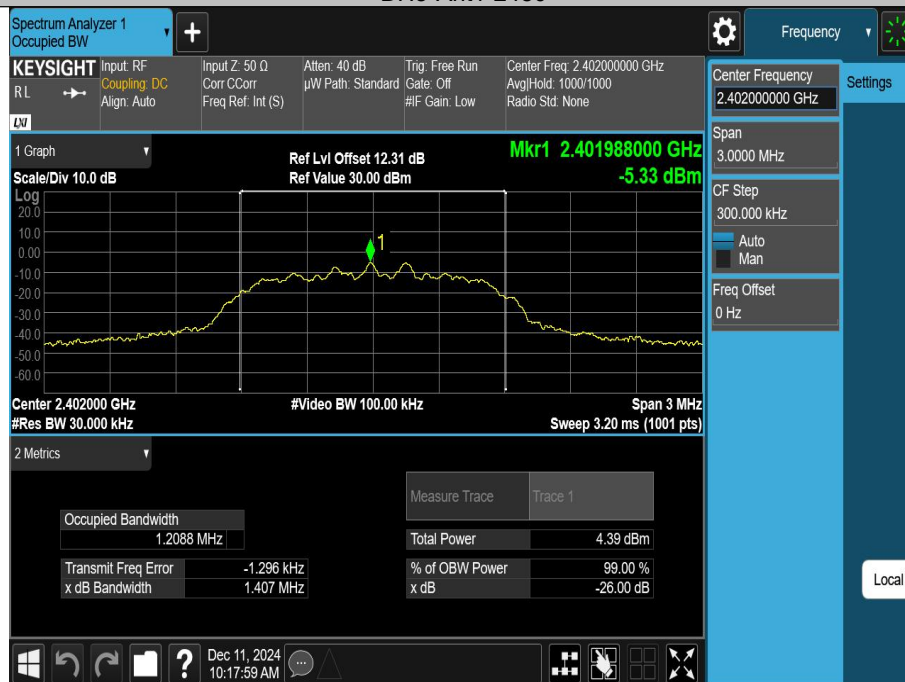 Spectrum Analyzer 1
Occupied BW
+
Frequency
KEYSIGHT
RL
LXI
Input: RF
Coupling: DC
Align: Auto
Input Z: 50 Ω
Corr CCorr
Freq Ref: Int (S)
Atten: 40 dB
µW Path: Standard
Trig: Free Run
Gate: Off
#IF Gain: Low
Center Freq: 2.402000000 GHz
Avg|Hold: 1000/1000
Radio Std: None
Center Frequency
2.402000000 GHz
Settings
Span
3.0000 MHz
CF Step
300.000 kHz
Auto
Man
Freq Offset
0 Hz
Local
1 Graph
Scale/Div 10.0 dB
Ref Lvl Offset 12.31 dB
Ref Value 30.00 dBm
Mkr1 2.401988000 GHz
-5.33 dBm
Log
20.0
10.0
0.00
-10.0
-20.0
-30.0
-40.0
-50.0
-60.0
1
Center 2.402000 GHz
#Video BW 100.00 kHz
Span 3 MHz
#Res BW 30.000 kHz
Sweep 3.20 ms (1001 pts)
2 Metrics
Measure Trace Trace 1
Occupied Bandwidth
1.2088 MHz
Total Power 4.39 dBm
Transmit Freq Error -1.296 kHz
% of OBW Power 99.00 %
x dB Bandwidth 1.407 MHz
x dB -26.00 dB
?
Dec 11, 2024
10:17:59 AM
...